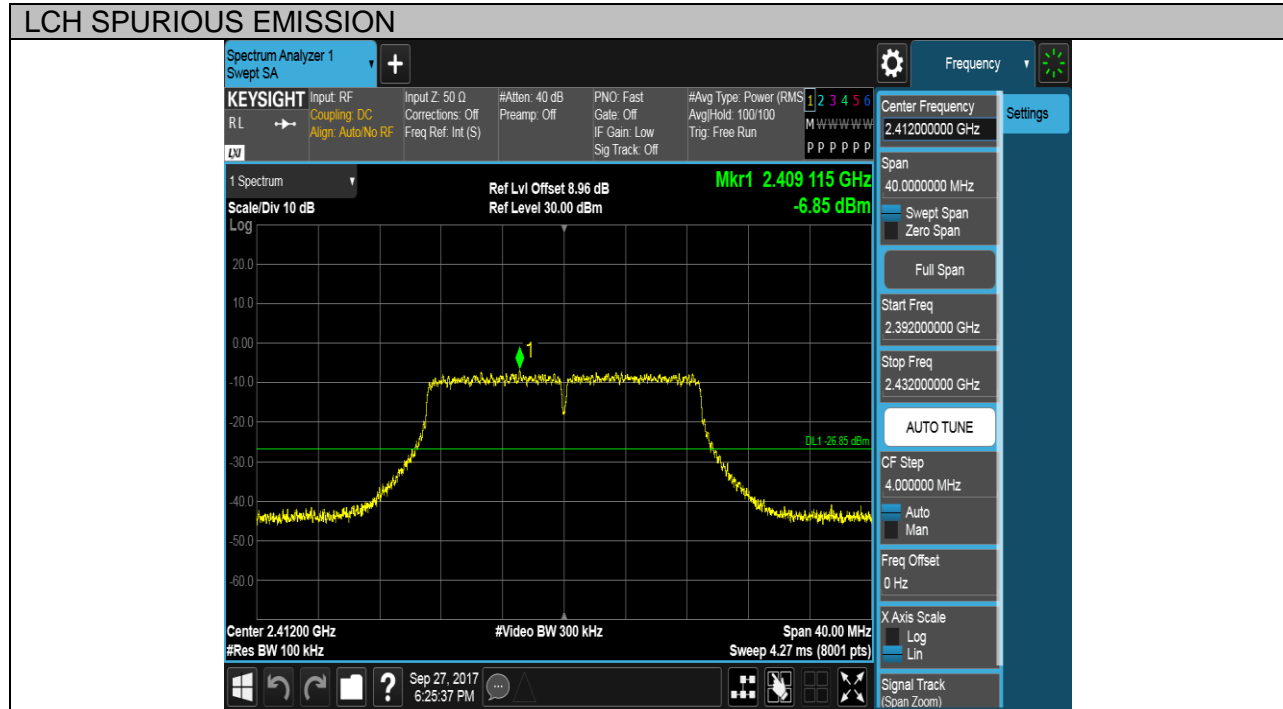 LCH SPURIOUS EMISSION
Spectrum Analyzer 1
Swept SA
+
Frequency
KEYSIGHT
RL
LXI
Input: RF
Coupling: DC
Align: Auto/No RF
Input Z: 50 Ω
Corrections: Off
Freq Ref: Int (S)
#Atten: 40 dB
Preamp: Off
PNO: Fast
Gate: Off
IF Gain: Low
Sig Track: Off
#Avg Type: Power (RMS
Avg|Hold: 100/100
Trig: Free Run
1 2 3 4 5 6
M W W W W W
P P P P P P
1 Spectrum
Scale/Div 10 dB
Log
Ref Lvl Offset 8.96 dB
Ref Level 30.00 dBm
Mkr1 2.409 115 GHz
-6.85 dBm
20.0
10.0
0.00
-10.0
-20.0
-30.0
-40.0
-50.0
-60.0
1
DL1 -26.85 dBm
Center 2.41200 GHz
#Res BW 100 kHz
#Video BW 300 kHz
Span 40.00 MHz
Sweep 4.27 ms (8001 pts)
?
Sep 27, 2017
6:25:37 PM
Center Frequency
2.412000000 GHz
Span
40.0000000 MHz
Swept Span
Zero Span
Full Span
Start Freq
2.392000000 GHz
Stop Freq
2.432000000 GHz
AUTO TUNE
CF Step
4.000000 MHz
Auto
Man
Freq Offset
0 Hz
X Axis Scale
Log
Lin
Signal Track
(Span Zoom)
Settings